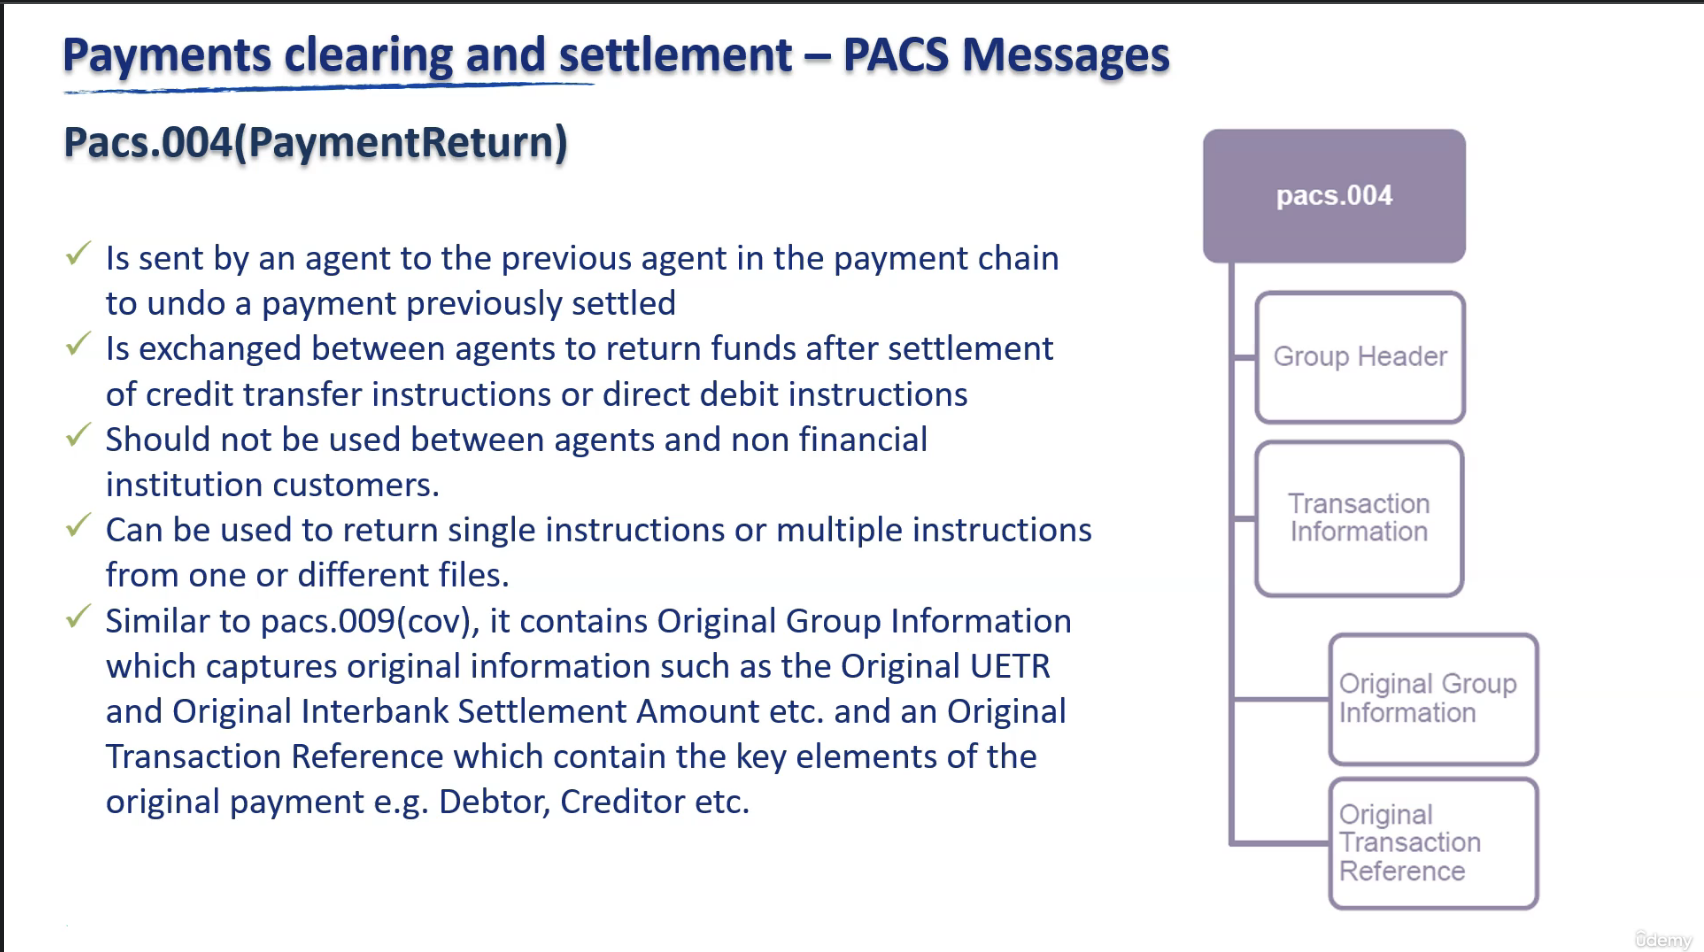 Payments clearing and settlement – PACS Messages
Pacs.004(PaymentReturn)
Is sent by an agent to the previous agent in the payment chain
to undo a payment previously settled
Is exchanged between agents to return funds after settlement
of credit transfer instructions or direct debit instructions
Should not be used between agents and non financial
institution customers.
Can be used to return single instructions or multiple instructions
from one or different files.
Similar to pacs.009(cov), it contains Original Group Information
which captures original information such as the Original UETR
and Original Interbank Settlement Amount etc. and an Original
Transaction Reference which contain the key elements of the
original payment e.g. Debtor, Creditor etc.
pacs.004
Group Header
Transaction
Information
Original Group
Information
Original
Transaction
Reference
udemy